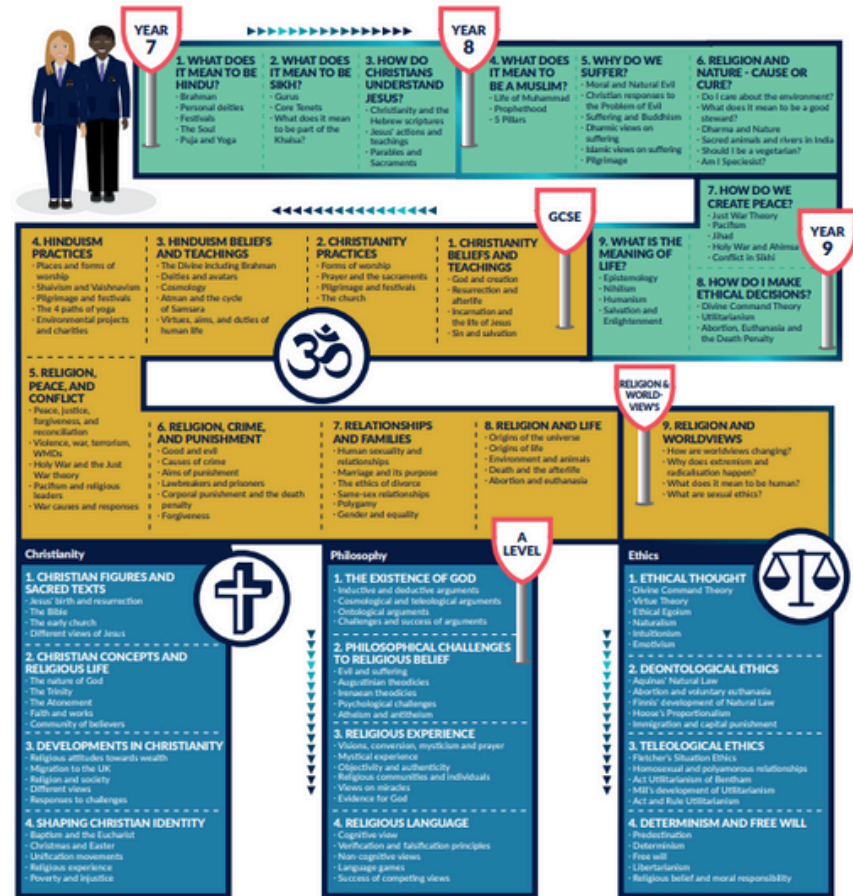 YEAR
7
1. WHAT DOES
IT MEAN TO BE
HINDU?
· Brahman
· Personal deities
· Festivals
· The Soul
· Puja and Yoga
2. WHAT DOES
IT MEAN TO BE
SIKH?
· Gurus
· Core Tenets
· What does it mean
to be part of the
Khalsa?
3. HOW DO
CHRISTIANS
UNDERSTAND
JESUS?
· Christianity and the
Hebrew scriptures
· Jesus' actions and
teachings
· Parables and
Sacraments
YEAR
8
4. WHAT DOES
IT MEAN TO
BE A MUSLIM?
· Life of Muhammad
· Prophethood
· 5 Pillars
5. WHY DO WE
SUFFER?
· Moral and Natural Evil
· Christian responses to
the Problem of Evil
· Suffering and Buddhism
· Dharmic views on
suffering
· Islamic views on suffering
· Pilgrimage
6. RELIGION AND
NATURE - CAUSE OR
CURE?
· Do I care about the environment?
· What does it mean to be a good
steward?
· Dharma and Nature
· Sacred animals and rivers in India
· Should I be a vegetarian?
· Am I Speciesist?
7. HOW DO WE
CREATE PEACE?
· Just War Theory
· Pacifism
· Jihad
· Holy War and Ahimsa
· Conflict in Sikhi
YEAR
9
8. HOW DO I MAKE
ETHICAL DECISIONS?
· Divine Command Theory
· Utilitarianism
· Abortion, Euthanasia and
the Death Penalty
9. WHAT IS THE
MEANING OF
LIFE?
· Epistemology
· Nihilism
· Humanism
· Salvation and
Enlightenment
GCSE
1. CHRISTIANITY
BELIEFS AND
TEACHINGS
· God and creation
· Resurrection and
afterlife
· Incarnation and
the life of Jesus
· Sin and salvation
2. CHRISTIANITY
PRACTICES
· Forms of worship
· Prayer and the sacraments
· Pilgrimage and festivals
· The church
3. HINDUISM BELIEFS
AND TEACHINGS
· The Divine Including Brahman
· Deities and avatars
· Cosmology
· Atman and the cycle
of Samsara
· Virtues, aims, and duties of
human life
4. HINDUISM
PRACTICES
· Places and forms of
worship
· Shaivism and Vaishnavism
· Pilgrimage and festivals
· The 4 paths of yoga
· Environmental projects
and charities
ॐ
5. RELIGION,
PEACE, AND
CONFLICT
· Peace, justice,
forgiveness, and
reconciliation
· Violence, war, terrorism,
WMDs
· Holy War and the Just
War theory
· Pacifism and religious
leaders
· War causes and responses
6. RELIGION, CRIME,
AND PUNISHMENT
· Good and evil
· Causes of crime
· Aims of punishment
· Lawbreakers and prisoners
· Corporal punishment and the death
penalty
· Forgiveness
7. RELATIONSHIPS
AND FAMILIES
· Human sexuality and
relationships
· Marriage and its purpose
· The ethics of divorce
· Same-sex relationships
· Polygamy
· Gender and equality
8. RELIGION AND LIFE
· Origins of the universe
· Origins of life
· Environment and animals
· Death and the afterlife
· Abortion and euthanasia
RELIGION &
WORLD-
VIEWS
9. RELIGION AND
WORLDVIEWS
· How are worldviews changing?
· Why does extremism and
radicalisation happen?
· What does it mean to be human?
· What are sexual ethics?
A
LEVEL
Christianity
1. CHRISTIAN FIGURES AND
SACRED TEXTS
· Jesus' birth and resurrection
· The Bible
· The early church
· Different views of Jesus
2. CHRISTIAN CONCEPTS AND
RELIGIOUS LIFE
· The nature of God
· The Trinity
· The Atonement
· Faith and works
· Community of believers
3. DEVELOPMENTS IN CHRISTIANITY
· Religious attitudes towards wealth
· Migration to the UK
· Religion and society
· Different views
· Responses to challenges
4. SHAPING CHRISTIAN IDENTITY
· Baptism and the Eucharist
· Christmas and Easter
· Unification movements
· Religious experience
· Poverty and injustice
Philosophy
1. THE EXISTENCE OF GOD
· Inductive and deductive arguments
· Cosmological and teleological arguments
· Ontological arguments
· Challenges and success of arguments
2. PHILOSOPHICAL CHALLENGES
TO RELIGIOUS BELIEF
· Evil and suffering
· Augustinian theodicies
· Irenaean theodicies
· Psychological challenges
· Atheism and antitheism
3. RELIGIOUS EXPERIENCE
· Visions, conversion, mysticism and prayer
· Mystical experience
· Objectivity and authenticity
· Religious communities and individuals
· Views on miracles
· Evidence for God
4. RELIGIOUS LANGUAGE
· Cognitive view
· Verification and falsification principles
· Non-cognitive views
· Language games
· Success of competing views
Ethics
1. ETHICAL THOUGHT
· Divine Command Theory
· Virtue Theory
· Ethical Egoism
· Naturalism
· Intuitionism
· Emotivism
2. DEONTOLOGICAL ETHICS
· Aquinas' Natural Law
· Abortion and voluntary euthanasia
· Finnis' development of Natural Law
· Hoose's Proportionalism
· Immigration and capital punishment
3. TELEOLOGICAL ETHICS
· Fletcher's Situation Ethics
· Homosexual and polyamorous relationships
· Act Utilitarianism of Bentham
· Mill's development of Utilitarianism
· Act and Rule Utilitarianism
4. DETERMINISM AND FREE WILL
· Predestination
· Determinism
· Free will
· Libertarianism
· Religious belief and moral responsibility